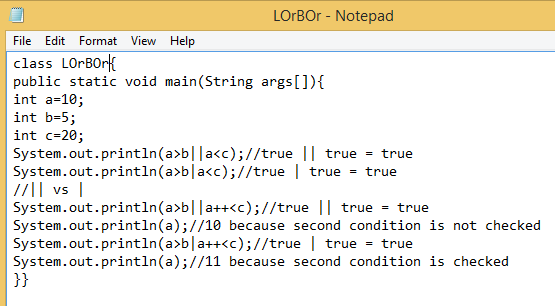 LOrBOr - Notepad
File Edit Format View Help
class LOrBOr{
public static void main(String args[]){
int a=10;
int b=5;
int c=20;
System.out.println(a>b||a<c);//true || true = true
System.out.println(a>b|a<c);//true | true = true
//|| vs |
System.out.println(a>b||a++<c);//true || true = true
System.out.println(a);//10 because second condition is not checked
System.out.println(a>b|a++<c);//true | true = true
System.out.println(a);//11 because second condition is checked
}}